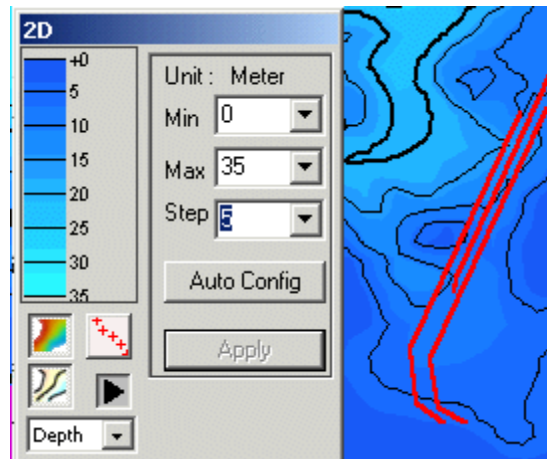 2D
+0
5
10
15
20
25
30
35
Unit : Meter
Min 0
Max 35
Step 5
Auto Config
Apply
Depth